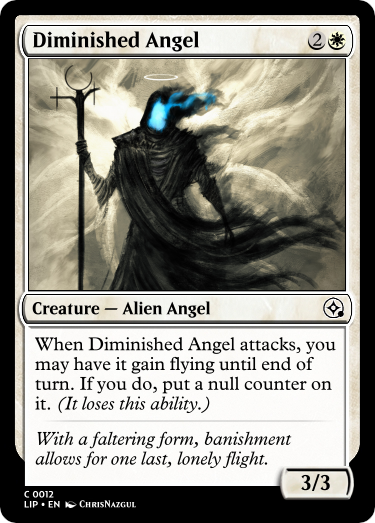 Diminished Angel 2
Creature — Alien Angel
When Diminished Angel attacks, you
may have it gain flying until end of
turn. If you do, put a null counter on
it. (It loses this ability.)
With a faltering form, banishment
allows for one last, lonely flight.
3/3
C 0012
LIP • EN ChrisNazgul